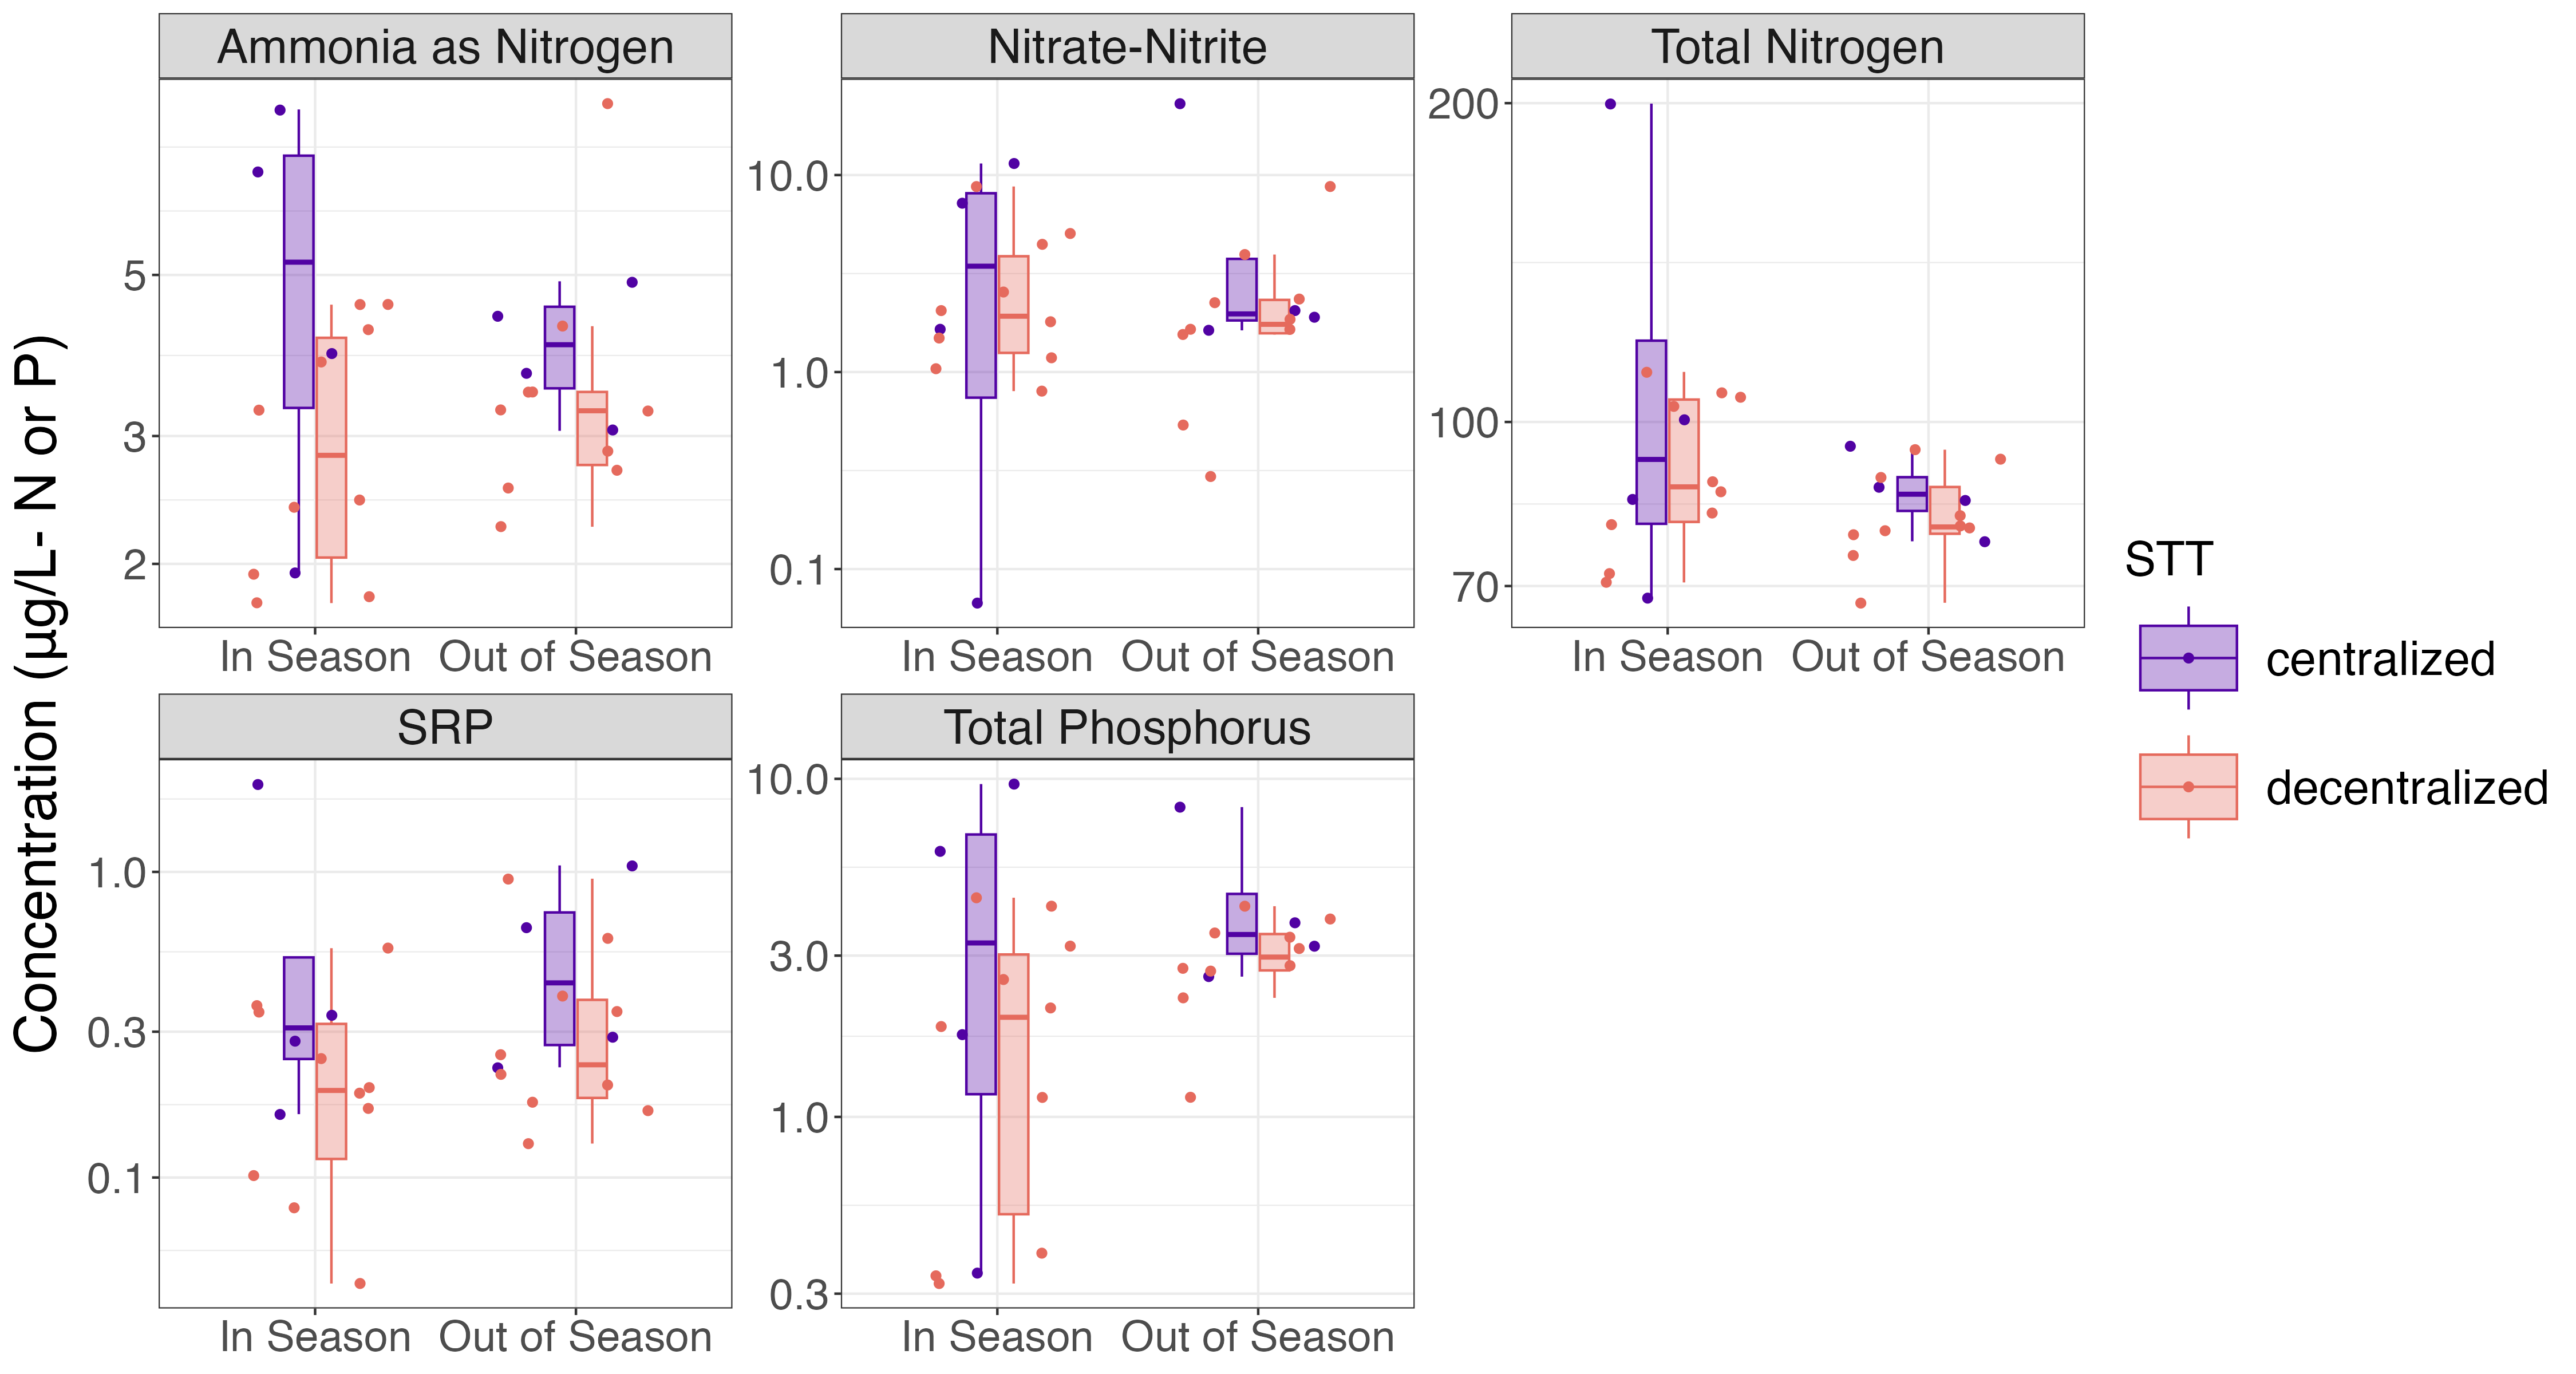 Concentration (µg/L- N or P)
Ammonia as Nitrogen
5
3
2
In Season
Out of Season
Nitrate-Nitrite
10.0
1.0
0.1
In Season
Out of Season
Total Nitrogen
200
100
70
In Season
Out of Season
SRP
1.0
0.3
0.1
In Season
Out of Season
Total Phosphorus
10.0
3.0
1.0
0.3
In Season
Out of Season
STT
centralized
decentralized